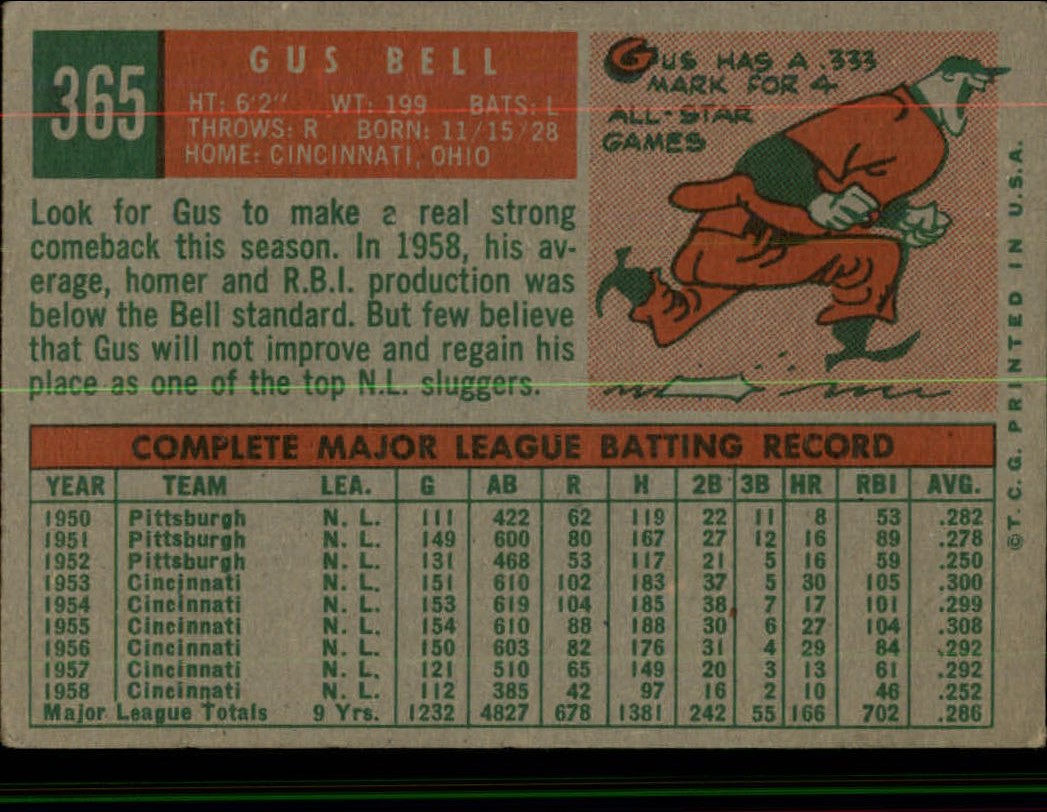 365
GUS BELL
HT: 6'2" WT: 199 BATS: L
THROWS: R BORN: 11/15/28
HOME: CINCINNATI, OHIO
GUS HAS A .333
MARK FOR 4
ALL-STAR
GAMES
Look for Gus to make a real strong
comeback this season. In 1958, his av-
erage, homer and R.B.I. production was
below the Bell standard. But few believe
that Gus will not improve and regain his
place as one of the top N.L. sluggers.
COMPLETE MAJOR LEAGUE BATTING RECORD
YEAR TEAM LEA. G AB R H 2B 3B HR RBI AVG.
1950 Pittsburgh N. L. 111 422 62 119 22 11 8 53 .282
1951 Pittsburgh N. L. 149 600 80 167 27 12 16 89 .278
1952 Pittsburgh N. L. 131 468 53 117 21 5 16 59 .250
1953 Cincinnati N. L. 151 610 102 183 37 5 30 105 .300
1954 Cincinnati N. L. 153 619 104 185 38 7 17 101 .299
1955 Cincinnati N. L. 154 610 88 188 30 6 27 104 .308
1956 Cincinnati N. L. 150 603 82 176 31 4 29 84 .292
1957 Cincinnati N. L. 121 510 65 149 20 3 13 61 .292
1958 Cincinnati N. L. 112 385 42 97 16 2 10 46 .252
Major League Totals 9 Yrs. 1232 4827 678 1381 242 55 166 702 .286
©T. C. G. PRINTED IN U.S.A.